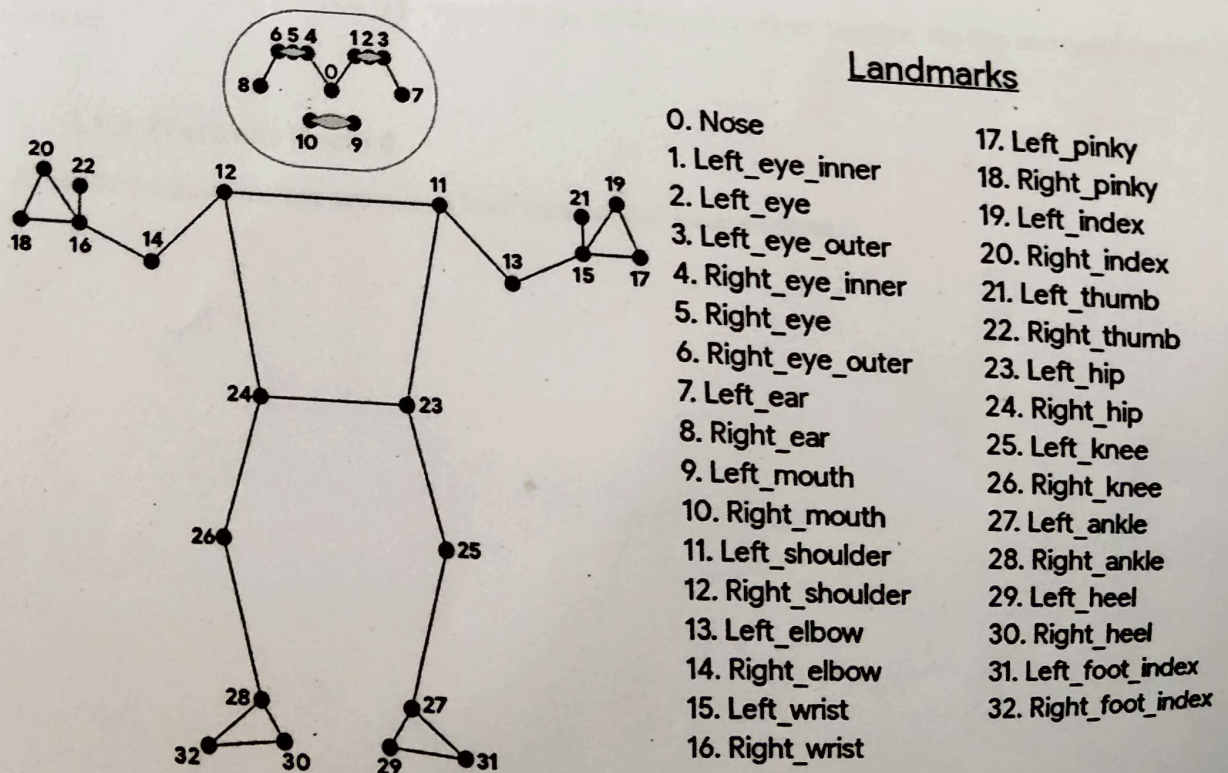 6 5 4 1 2 3
0
8 7
10 9
20 22 12 11 21 19
18 16 14 13 15 17
24 23
26 25
28 27
32 30 29 31
Landmarks
0. Nose
1. Left_eye_inner
2. Left_eye
3. Left_eye_outer
4. Right_eye_inner
5. Right_eye
6. Right_eye_outer
7. Left_ear
8. Right_ear
9. Left_mouth
10. Right_mouth
11. Left_shoulder
12. Right_shoulder
13. Left_elbow
14. Right_elbow
15. Left_wrist
16. Right_wrist
17. Left_pinky
18. Right_pinky
19. Left_index
20. Right_index
21. Left_thumb
22. Right_thumb
23. Left_hip
24. Right_hip
25. Left_knee
26. Right_knee
27. Left_ankle
28. Right_ankle
29. Left_heel
30. Right_heel
31. Left_foot_index
32. Right_foot_index